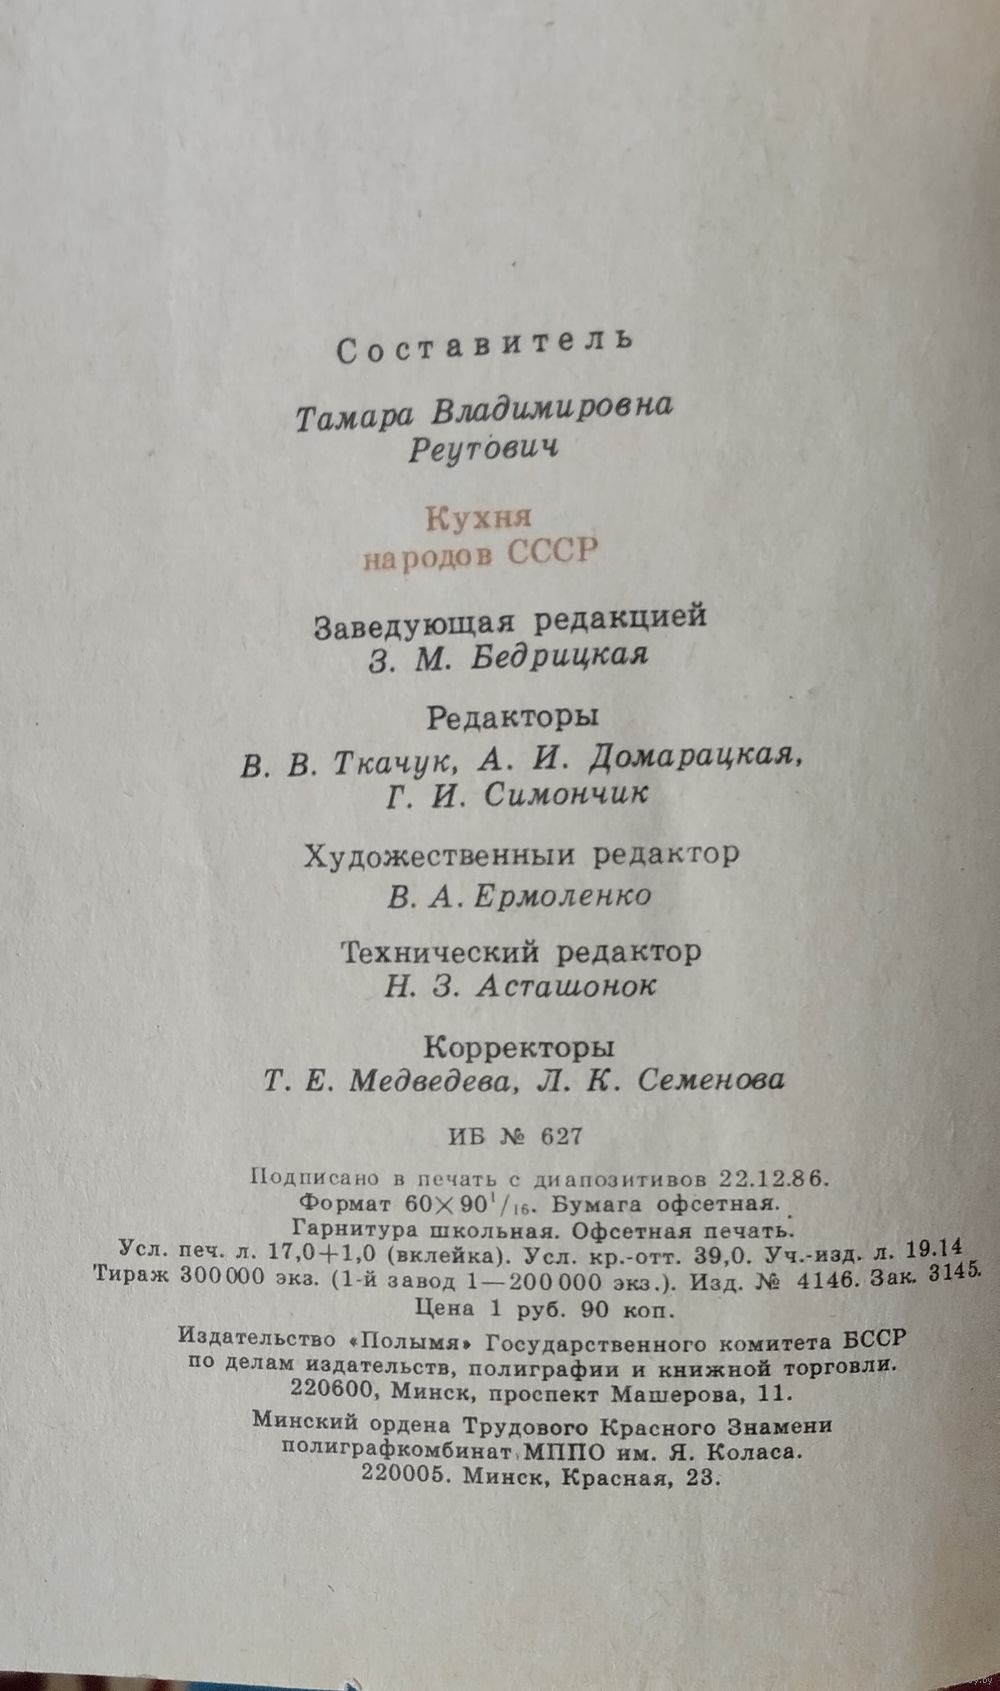 Составитель
Тамара Владимировна
Реутович
Кухня
народов СССР
Заведующая редакцией
З. М. Бедрицкая
Редакторы
В. В. Ткачук, А. И. Домарацкая,
Г. И. Симончик
Художественный редактор
В. А. Ермоленко
Технический редактор
Н. З. Асташонок
Корректоры
Т. Е. Медведева, Л. К. Семенова
ИБ № 627
Подписано в печать с диапозитивов 22.12.86.
Формат 60×90¹/₁₆. Бумага офсетная.
Гарнитура школьная. Офсетная печать.
Усл. печ. л. 17,0+1,0 (вклейка). Усл. кр.-отт. 39,0. Уч.-изд. л. 19.14
Тираж 300 000 экз. (1-й завод 1—200 000 экз.). Изд. № 4146. Зак. 3145.
Цена 1 руб. 90 коп.
Издательство «Полымя» Государственного комитета БССР
по делам издательств, полиграфии и книжной торговли.
220600, Минск, проспект Машерова, 11.
Минский ордена Трудового Красного Знамени
полиграфкомбинат МППО им. Я. Коласа.
220005. Минск, Красная, 23.